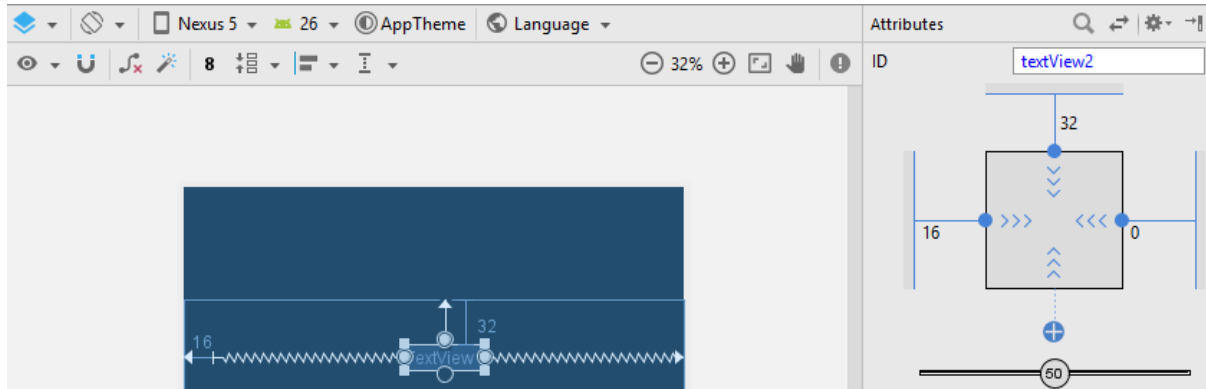 Nexus 5 26 AppTheme Language
Attributes
8 32%
ID textView2
32
16 0
16 32
TextView
50